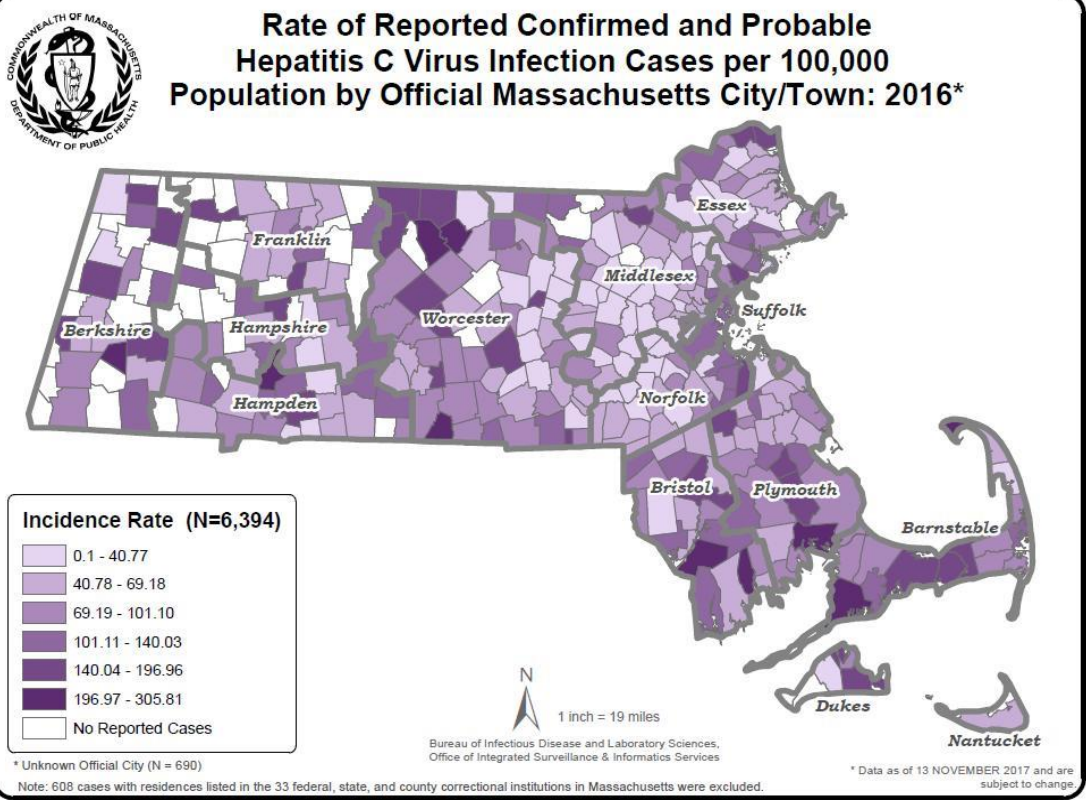 COMMONWEALTH OF MASSACHUSETTS
DEPARTMENT OF PUBLIC HEALTH
Rate of Reported Confirmed and Probable
Hepatitis C Virus Infection Cases per 100,000
Population by Official Massachusetts City/Town: 2016*
Essex
Franklin
Middlesex
Suffolk
Worcester
Berkshire
Hampshire
Norfolk
Hampden
Bristol
Plymouth
Barnstable
Dukes
Nantucket
Incidence Rate (N=6,394)
0.1 - 40.77
40.78 - 69.18
69.19 - 101.10
101.11 - 140.03
140.04 - 196.96
196.97 - 305.81
No Reported Cases
N
1 inch = 19 miles
Bureau of Infectious Disease and Laboratory Sciences,
Office of Integrated Surveillance & Informatics Services
* Unknown Official City (N = 690)
* Data as of 13 NOVEMBER 2017 and are
subject to change.
Note: 608 cases with residences listed in the 33 federal, state, and county correctional institutions in Massachusetts were excluded.